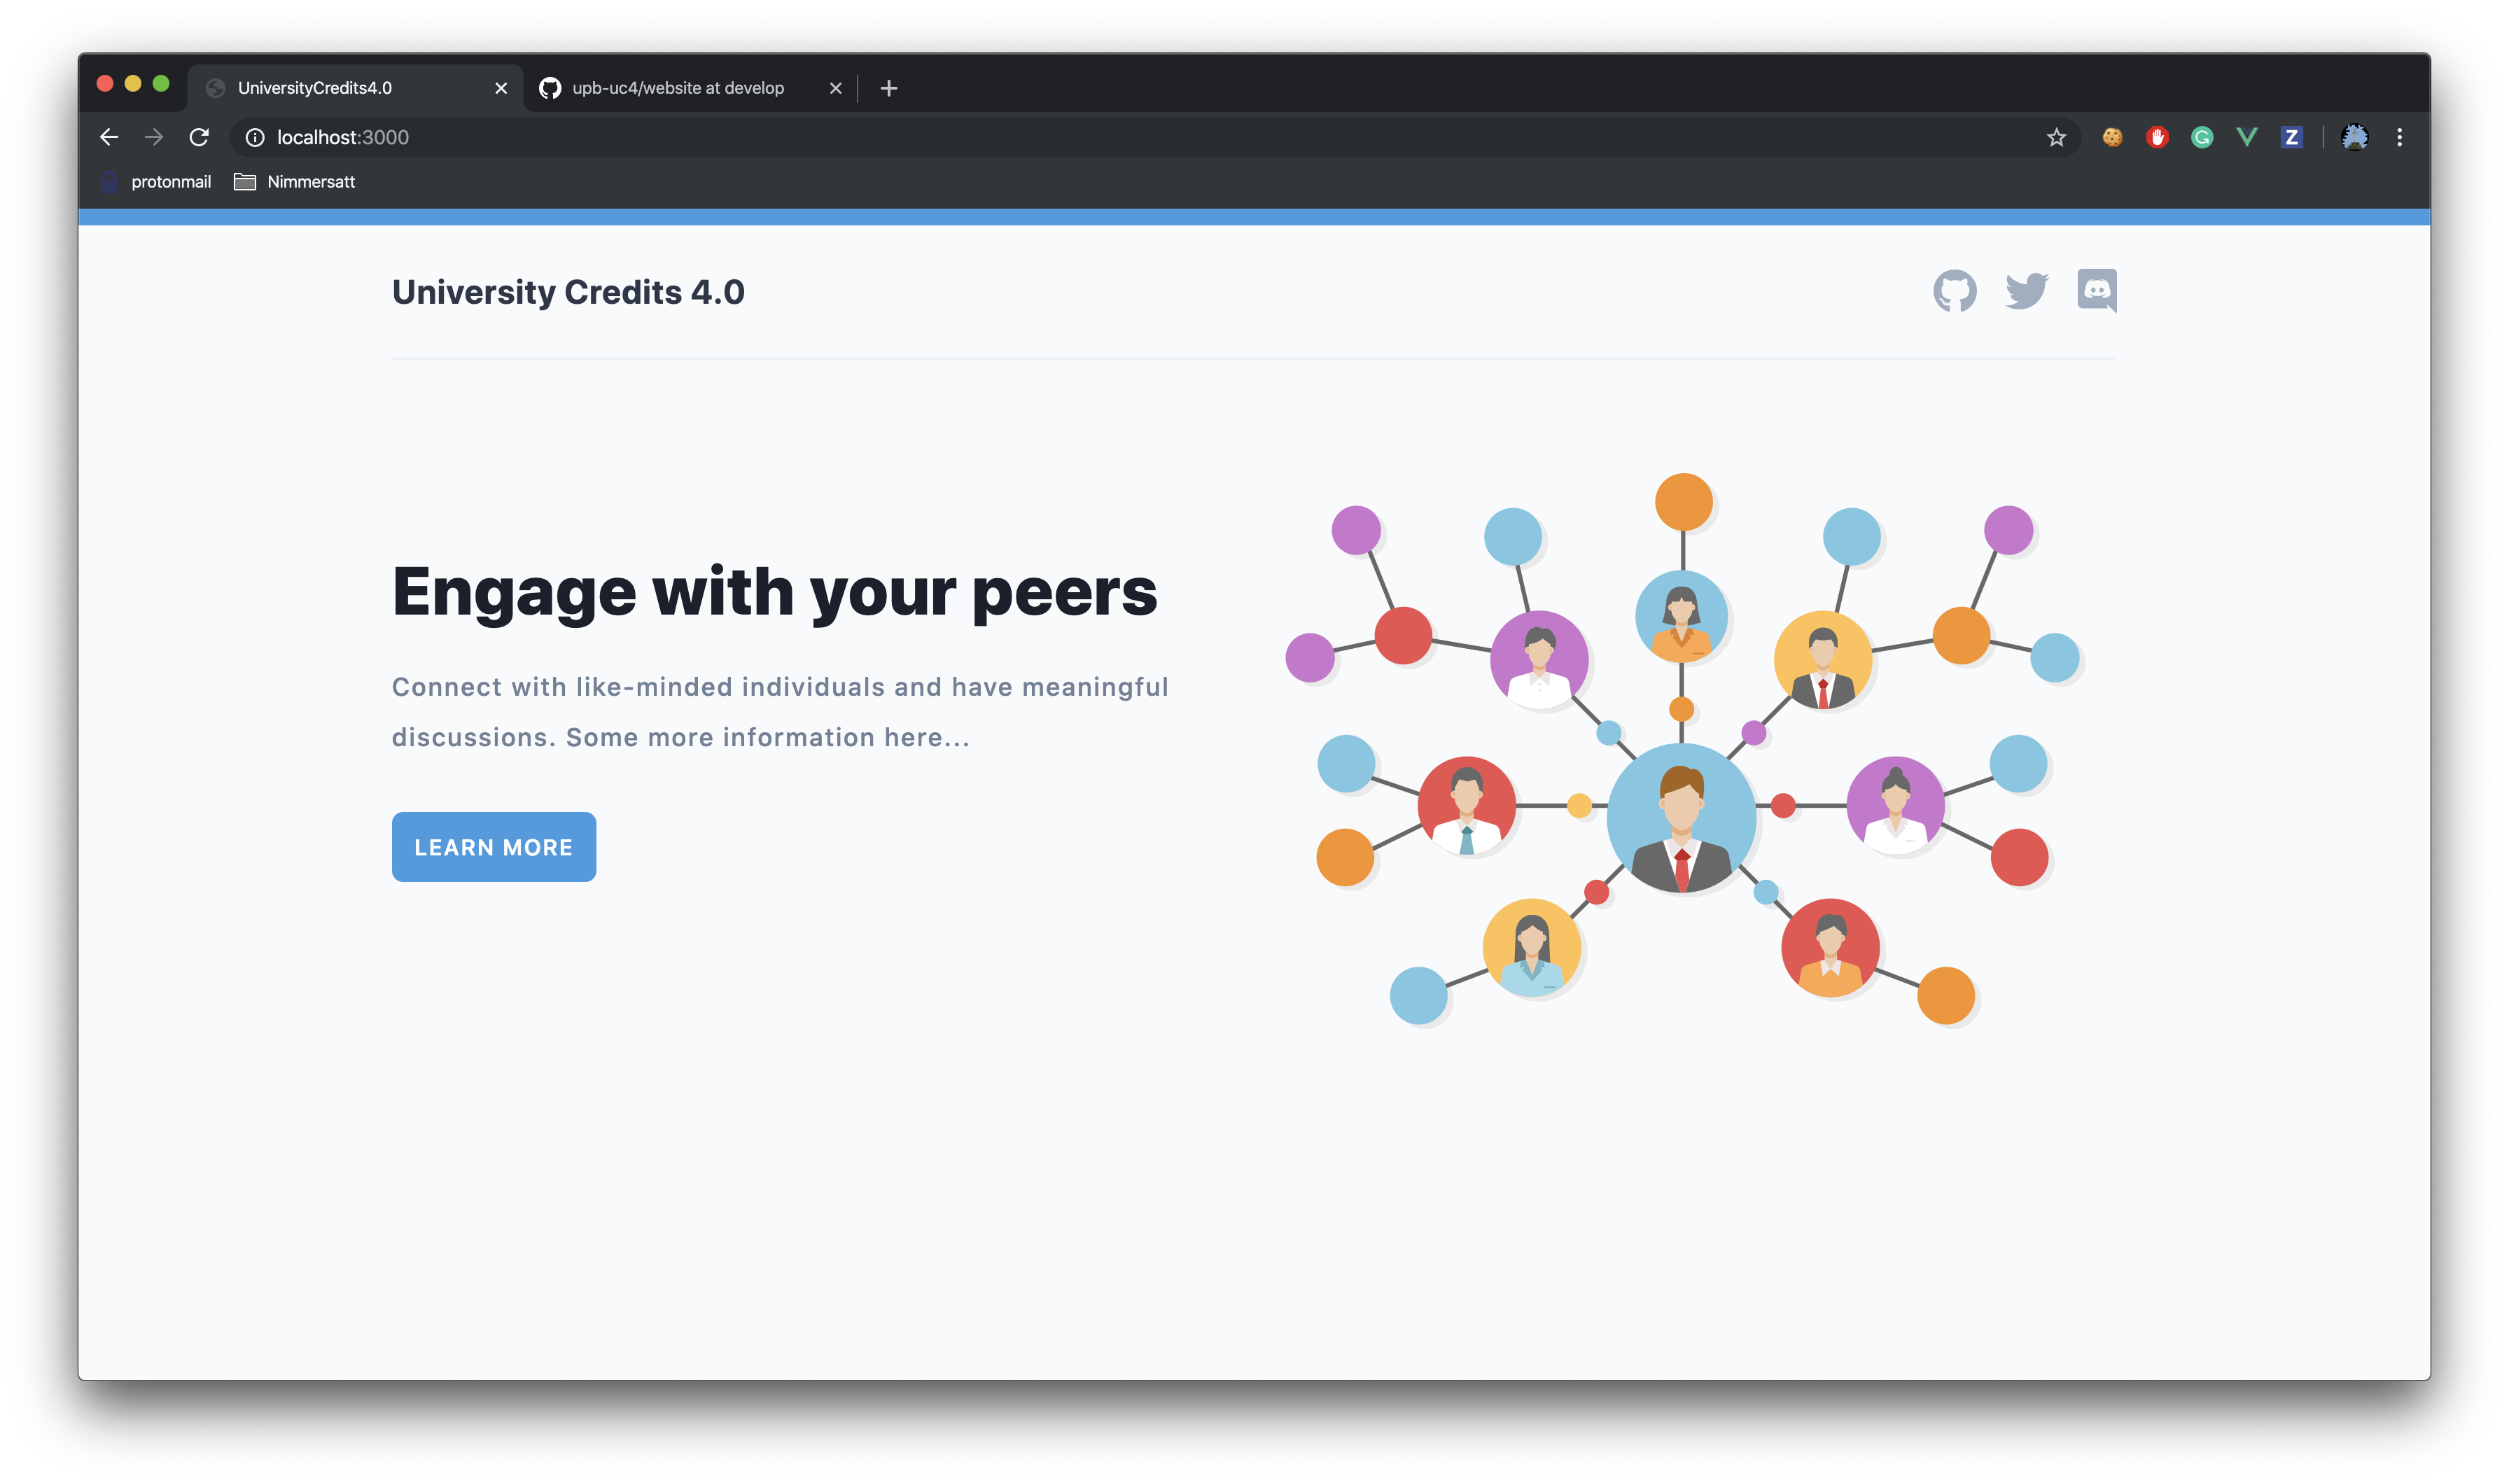 UniversityCredits4.0
upb-uc4/website at develop
localhost:3000
protonmail
Nimmersatt
University Credits 4.0
Engage with your peers
Connect with like-minded individuals and have meaningful
discussions. Some more information here...
LEARN MORE